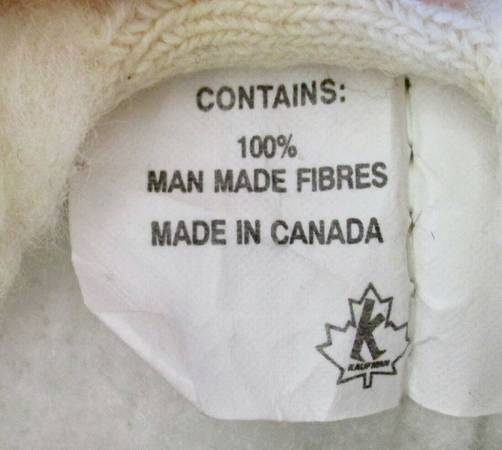 CONTAINS:
100%
MAN MADE FIBRES
MADE IN CANADA
K
KAUFMAN